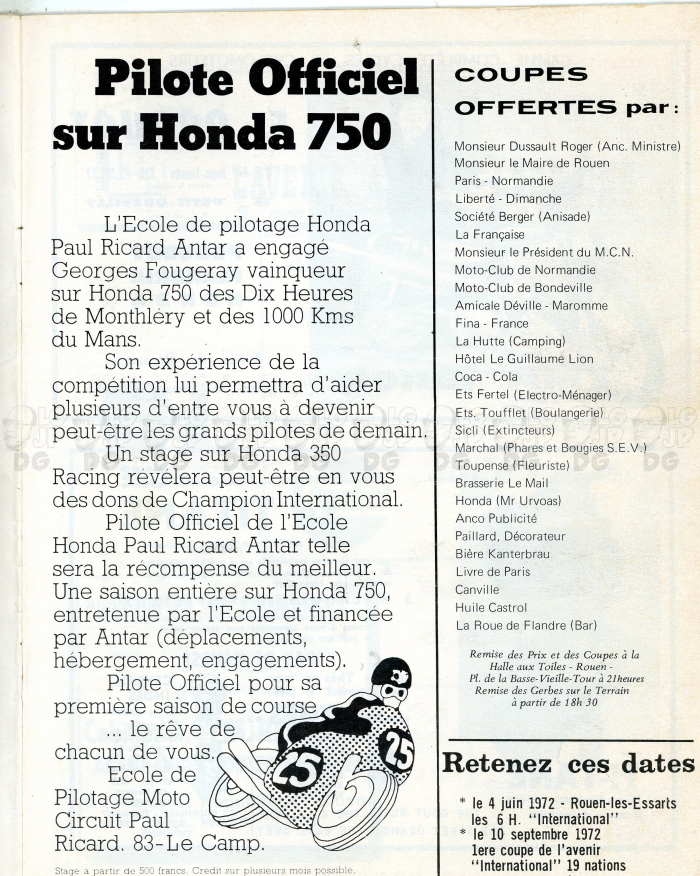 Pilote Officiel
sur Honda 750
L'Ecole de pilotage Honda
Paul Ricard Antar a engagé
Georges Fougeray vainqueur
sur Honda 750 des Dix Heures
de Monthléry et des 1000 Kms
du Mans.
Son expérience de la
compétition lui permettra d'aider
plusieurs d'entre vous à devenir
peut-être les grands pilotes de demain.
Un stage sur Honda 350
Racing révélera peut-être en vous
des dons de Champion International.
Pilote Officiel de l'Ecole
Honda Paul Ricard Antar telle
sera la récompense du meilleur.
Une saison entière sur Honda 750,
entretenue par l'Ecole et financée
par Antar (déplacements,
hébergement, engagements).
Pilote Officiel pour sa
première saison de course
... le rêve de
chacun de vous.
Ecole de
Pilotage Moto
Circuit Paul
Ricard. 83-Le Camp.
25
25
Stage a partir de 500 francs. Credit sur plusieurs mois possible.
COUPES
OFFERTES par :
Monsieur Dussault Roger (Anc. Ministre)
Monsieur le Maire de Rouen
Paris - Normandie
Liberté - Dimanche
Société Berger (Anisade)
La Française
Monsieur le Président du M.C.N.
Moto-Club de Normandie
Moto-Club de Bondeville
Amicale Déville - Maromme
Fina - France
La Hutte (Camping)
Hôtel Le Guillaume Lion
Coca - Cola
Ets Fertel (Electro-Ménager)
Ets. Toufflet (Boulangerie)
Sicli (Extincteurs)
Marchal (Phares et Bougies S.E.V.)
Toupense (Fleuriste)
Brasserie Le Mail
Honda (Mr Urvoas)
Anco Publicité
Paillard, Décorateur
Bière Kanterbrau
Livre de Paris
Canville
Huile Castrol
La Roue de Flandre (Bar)
Remise des Prix et des Coupes à la
Halle aux Toiles - Rouen -
Pl. de la Basse-Vieille-Tour à 21heures
Remise des Gerbes sur le Terrain
à partir de 18h 30
Retenez ces dates
* le 4 juin 1972 - Rouen-les-Essarts
les 6 H. "International"
* le 10 septembre 1972
1ere coupe de l'avenir
"International" 19 nations